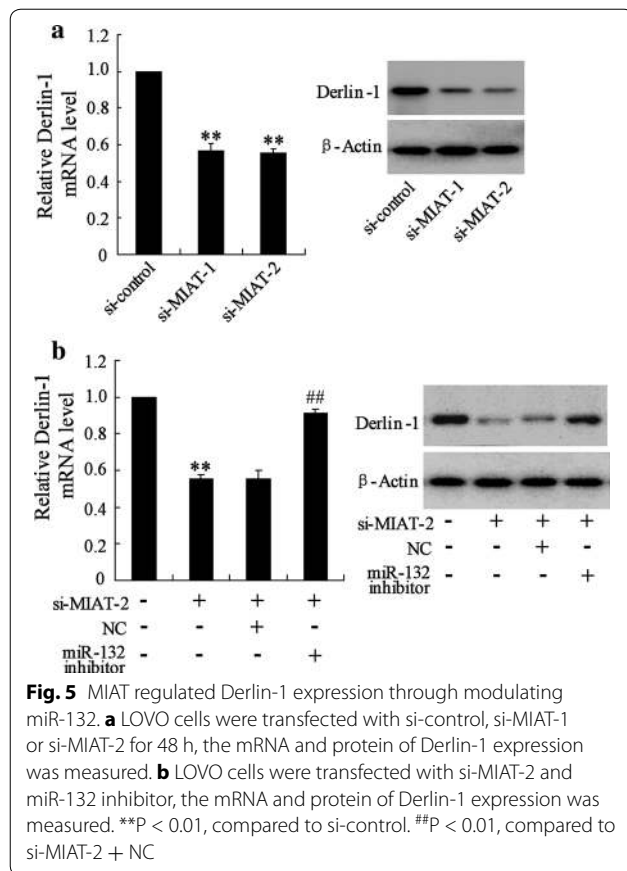 a
Relative Derlin-1
mRNA level
1.2
1.0
0.8
0.6
0.4
0.2
0
**
**
si-control
si-MIAT-1
si-MIAT-2
Derlin-1
β-Actin
si-control
si-MIAT-1
si-MIAT-2
b
Relative Derlin-1
mRNA level
1.2
1.0
0.8
0.6
0.4
0.2
0
**
##
si-MIAT-2 - + + +
NC - - + -
miR-132 - - - +
inhibitor
Derlin-1
β-Actin
si-MIAT-2 - + + +
NC - - + -
miR-132 - - - +
inhibitor
Fig. 5 MIAT regulated Derlin-1 expression through modulating
miR-132. a LOVO cells were transfected with si-control, si-MIAT-1
or si-MIAT-2 for 48 h, the mRNA and protein of Derlin-1 expression
was measured. b LOVO cells were transfected with si-MIAT-2 and
miR-132 inhibitor, the mRNA and protein of Derlin-1 expression was
measured. **P < 0.01, compared to si-control. ##P < 0.01, compared to
si-MIAT-2 + NC